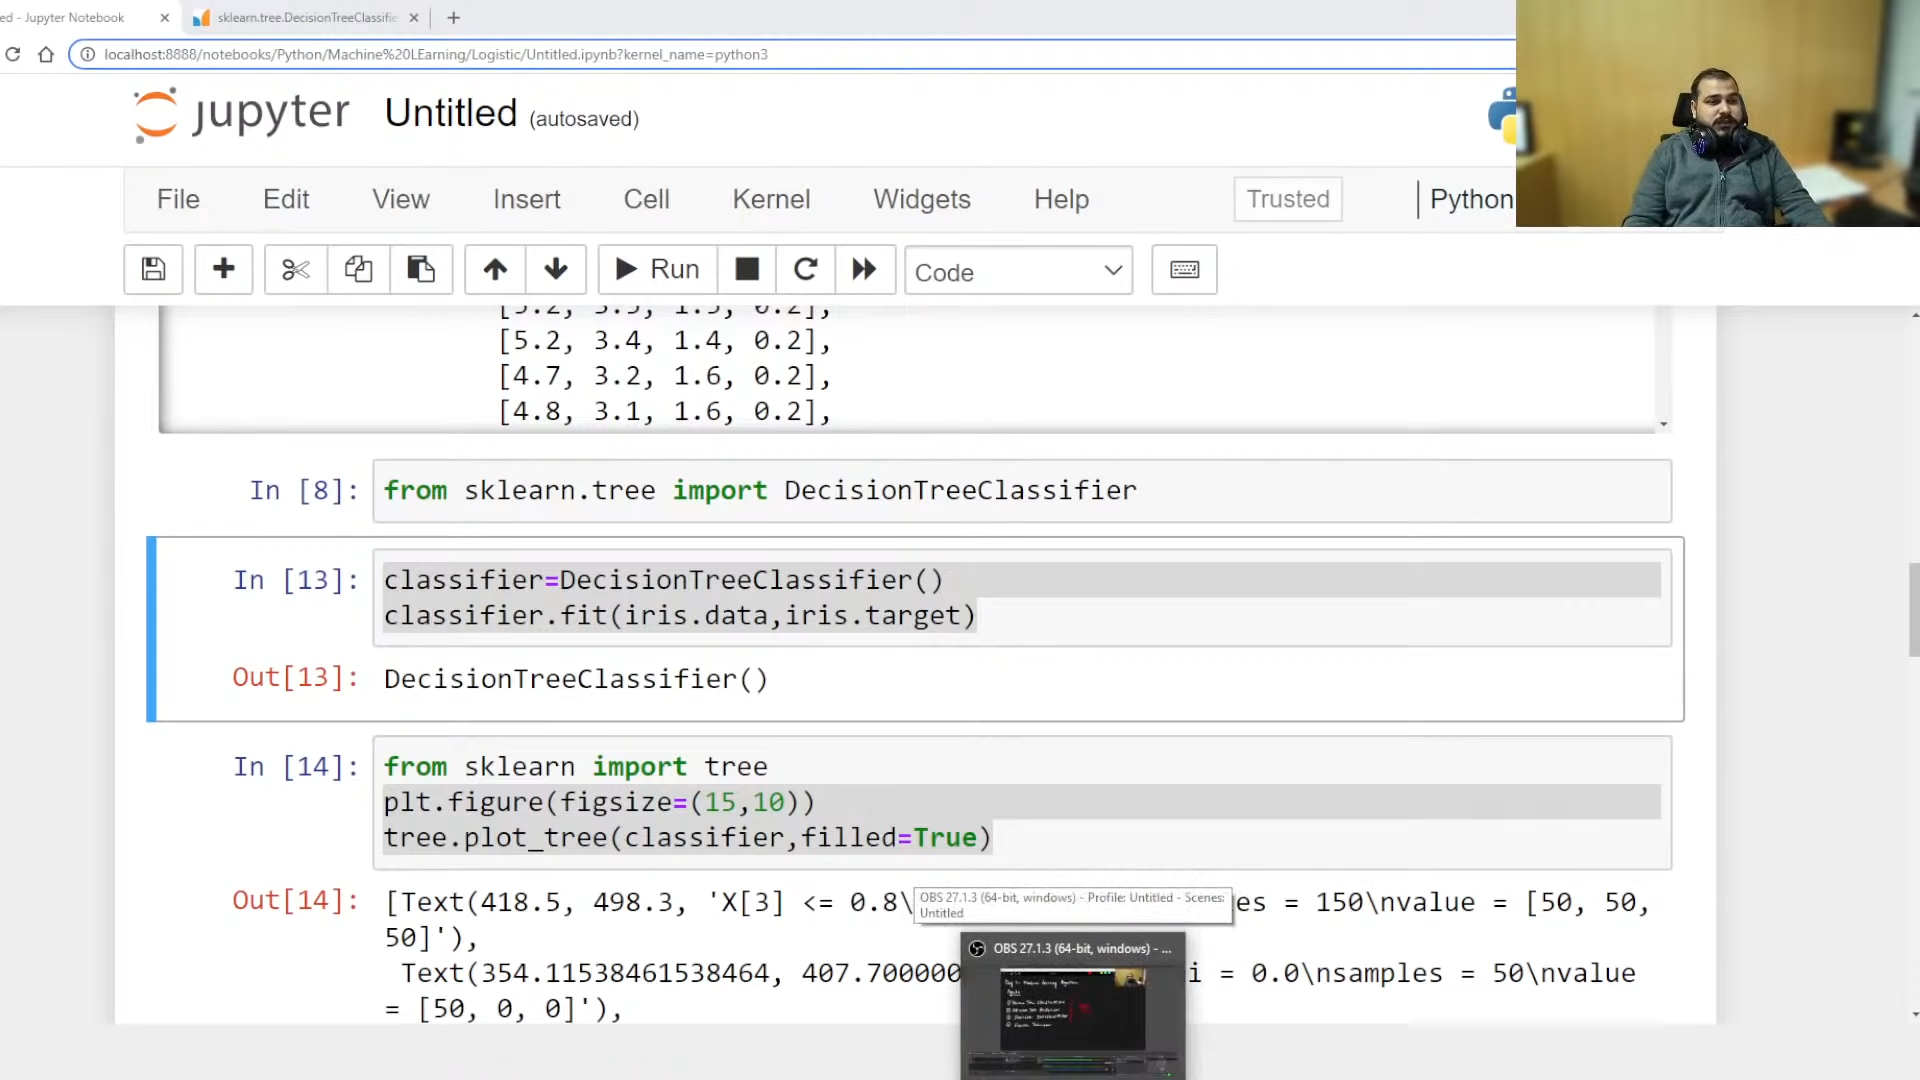 ed - Jupyter Notebook
sklearn.tree.DecisionTreeClassifie
localhost:8888/notebooks/Python/Machine%20LEarning/Logistic/Untitled.ipynb?kernel_name=python3
jupyter Untitled (autosaved)
File Edit View Insert Cell Kernel Widgets Help Trusted Python
Run Code
[5.2, 3.5, 1.5, 0.2],
[5.2, 3.4, 1.4, 0.2],
[4.7, 3.2, 1.6, 0.2],
[4.8, 3.1, 1.6, 0.2],
In [8]: from sklearn.tree import DecisionTreeClassifier
In [13]: classifier=DecisionTreeClassifier()
classifier.fit(iris.data,iris.target)
Out[13]: DecisionTreeClassifier()
In [14]: from sklearn import tree
plt.figure(figsize=(15,10))
tree.plot_tree(classifier,filled=True)
Out[14]: [Text(418.5, 498.3, 'X[3] <= 0.8\ es = 150\nvalue = [50, 50,
OBS 27.1.3 (64-bit, windows) - Profile: Untitled - Scenes:
Untitled
50]'),
OBS 27.1.3 (64-bit, windows) - ...
Text(354.11538461538464, 407.700000 i = 0.0\nsamples = 50\nvalue
= [50, 0, 0]'),